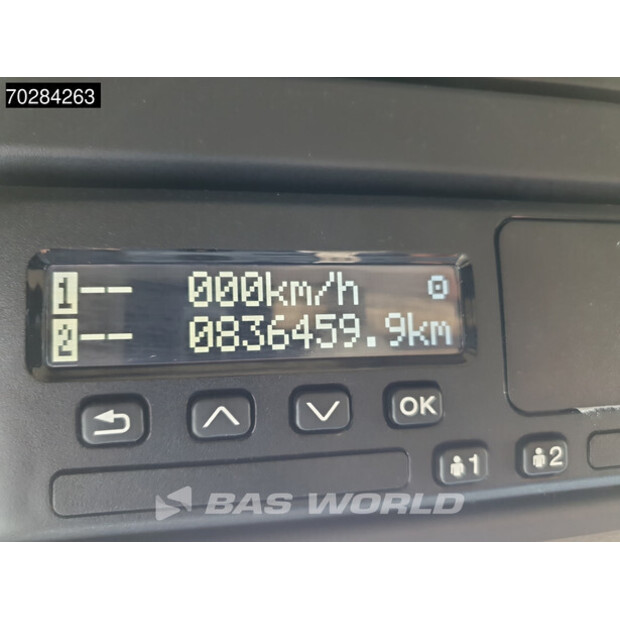 70284263
1-- 000km/h
2-- 0836459.9km
OK
1 2
BAS WORLD